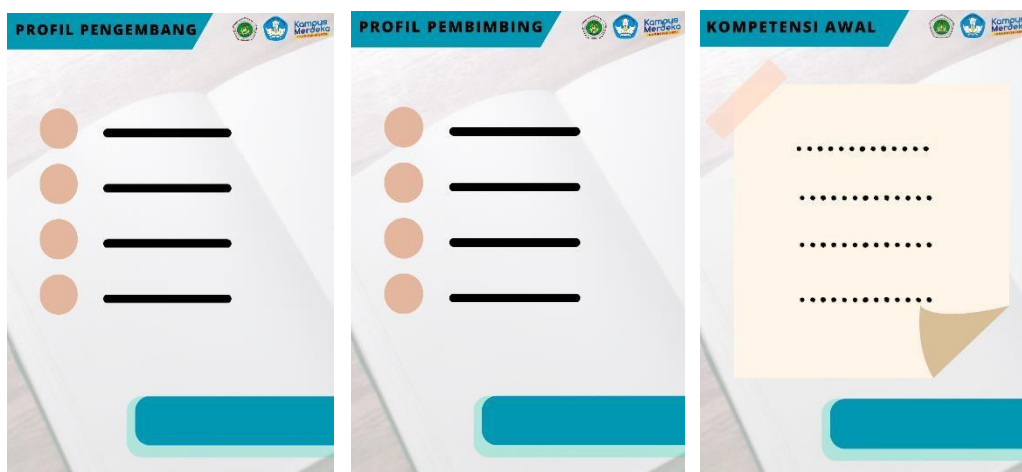 PROFIL PENGEMBANG
Kampus
Merdeka
PROFIL PEMBIMBING
Kampus
Merdeka
KOMPETENSI AWAL
Kampus
Merdeka